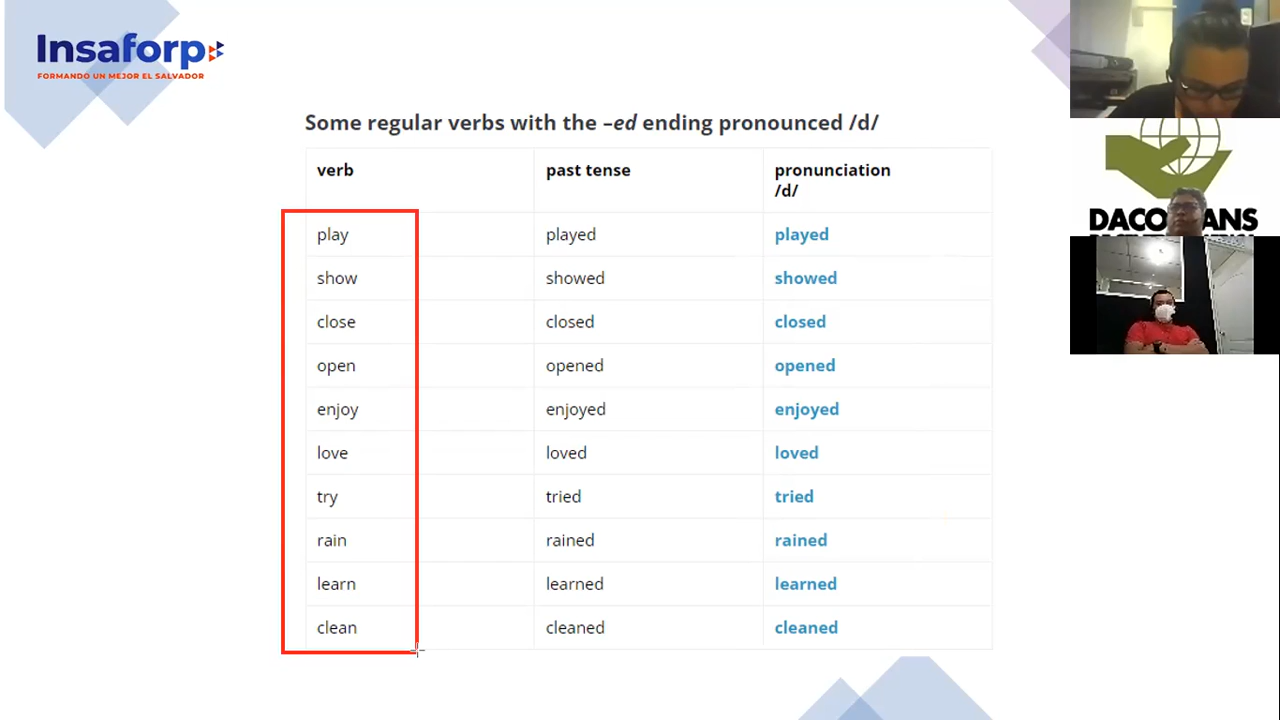 Insaforp
FORMANDO UN MEJOR EL SALVADOR
Some regular verbs with the –ed ending pronounced /d/
verb past tense pronunciation /d/
play played played
show showed showed
close closed closed
open opened opened
enjoy enjoyed enjoyed
love loved loved
try tried tried
rain rained rained
learn learned learned
clean cleaned cleaned